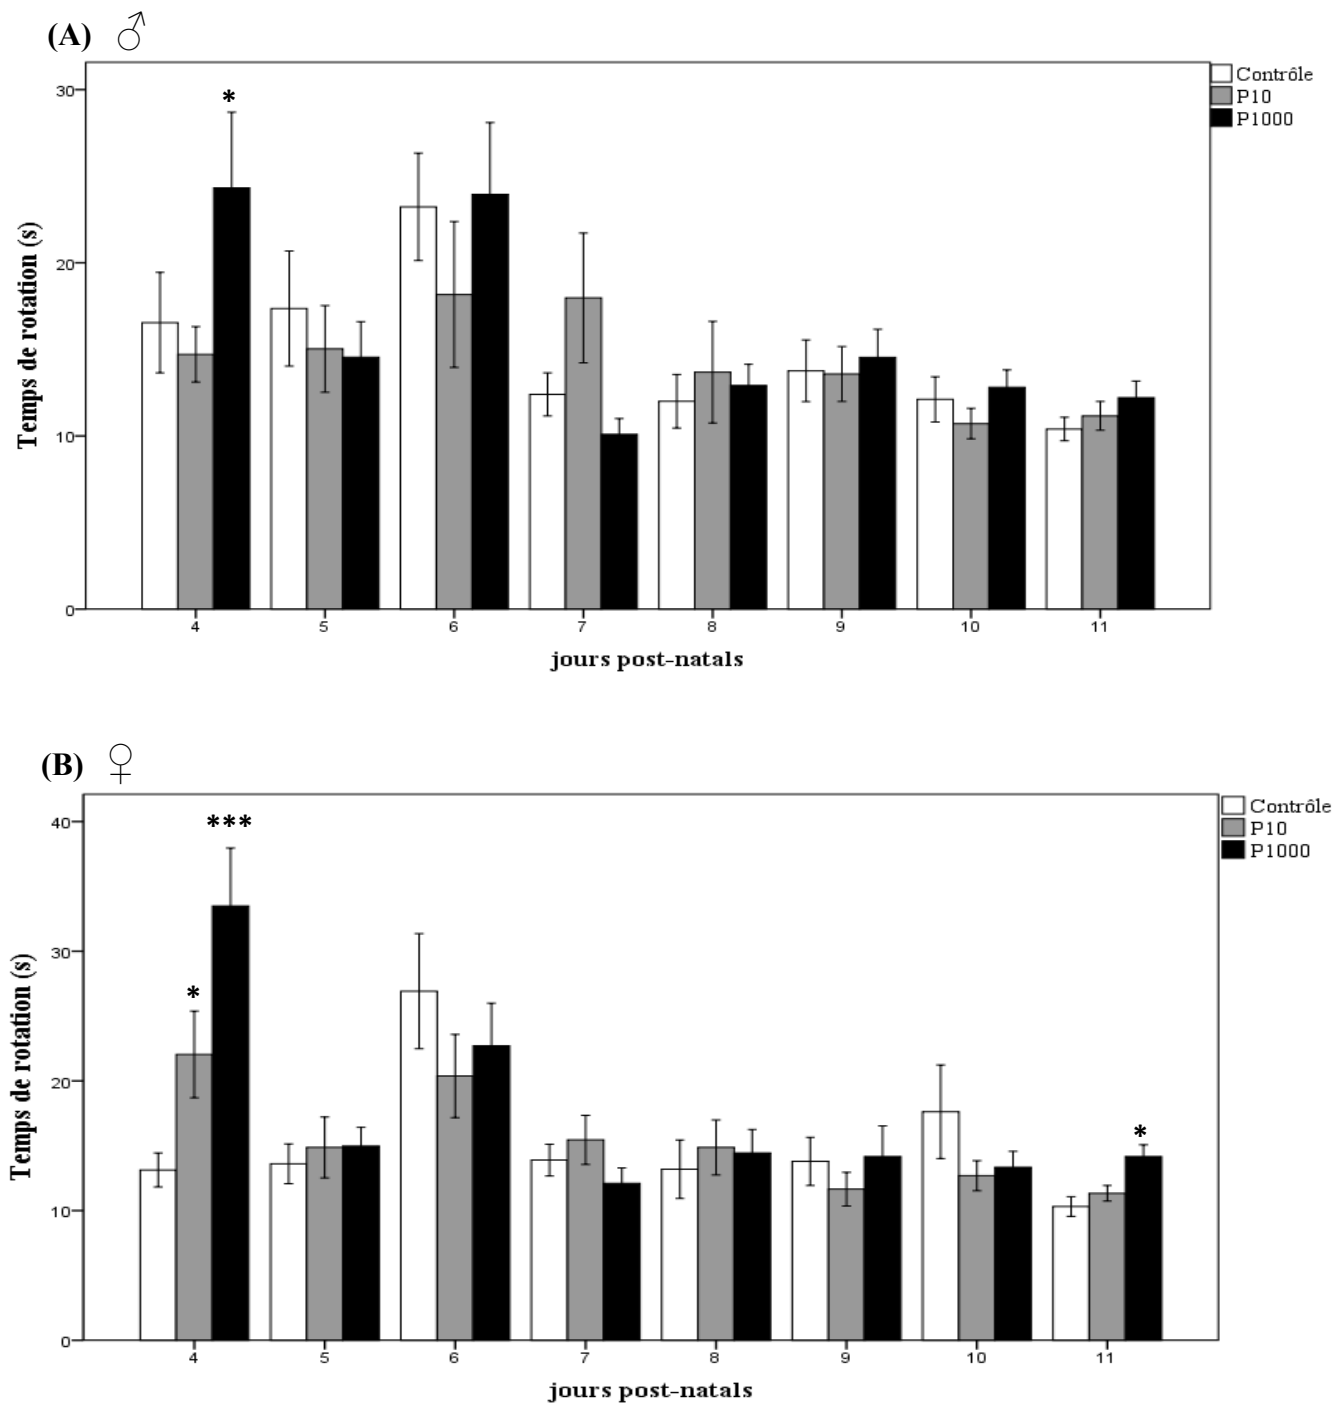 (A) ♂
Contrôle
P10
P1000
*
30
20
10
0
Temps de rotation (s)
4 5 6 7 8 9 10 11
jours post-natals
(B) ♀
Contrôle
P10
P1000
***
*
*
40
30
20
10
0
Temps de rotation (s)
4 5 6 7 8 9 10 11
jours post-natals